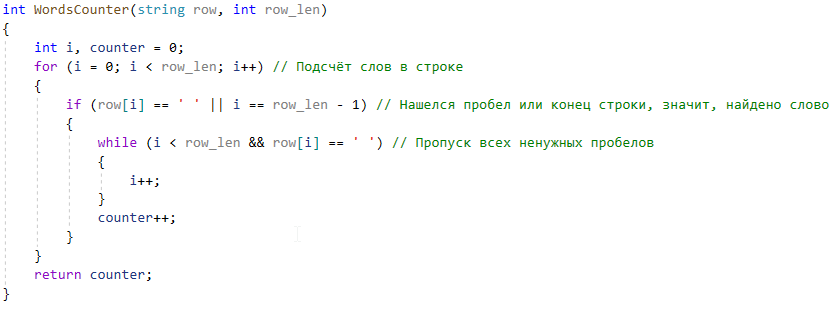 int WordsCounter(string row, int row_len)
{
    int i, counter = 0;
    for (i = 0; i < row_len; i++) // Подсчёт слов в строке
    {
        if (row[i] == ' ' || i == row_len - 1) // Нашелся пробел или конец строки, значит, найдено слово
        {
            while (i < row_len && row[i] == ' ') // Пропуск всех ненужных пробелов
            {
                i++;
            }
            counter++;
        }
    }
    return counter;
}